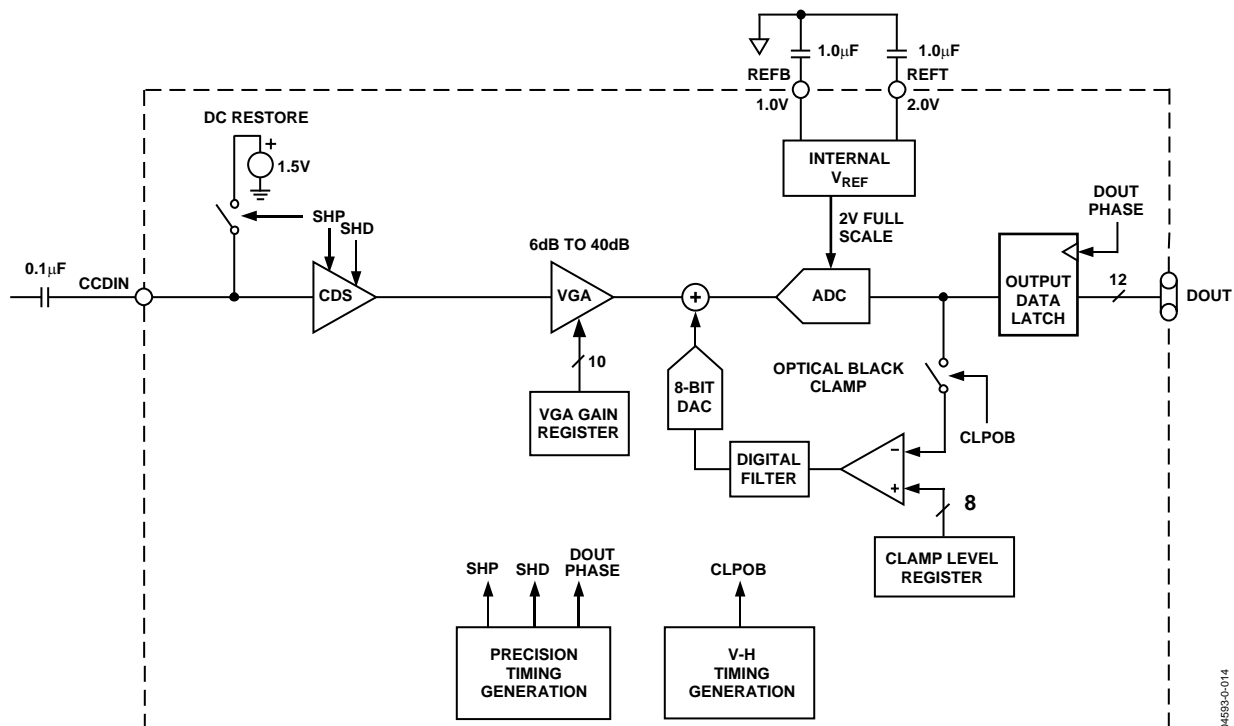 1.0µF
1.0µF
REFB
REFT
1.0V
2.0V
DC RESTORE
+
1.5V
INTERNAL
VREF
DOUT
PHASE
SHP
SHD
2V FULL
SCALE
6dB TO 40dB
0.1µF
CCDIN
CDS
VGA
+
ADC
OUTPUT
DATA
LATCH
12
DOUT
10
8-BIT
DAC
OPTICAL BLACK
CLAMP
VGA GAIN
REGISTER
CLPOB
DIGITAL
FILTER
–
+
8
CLAMP LEVEL
REGISTER
SHP
SHD
DOUT
PHASE
CLPOB
PRECISION
TIMING
GENERATION
V-H
TIMING
GENERATION
04593-0-014